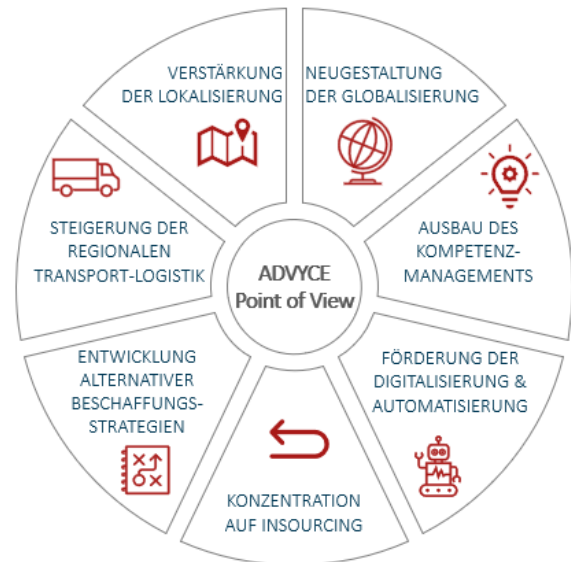 VERSTÄRKUNG
DER LOKALISIERUNG
NEUGESTALTUNG
DER GLOBALISIERUNG
AUSBAU DES
KOMPETENZ-
MANAGEMENTS
FÖRDERUNG DER
DIGITALISIERUNG &
AUTOMATISIERUNG
KONZENTRATION
AUF INSOURCING
ENTWICKLUNG
ALTERNATIVER
BESCHAFFUNGS-
STRATEGIEN
STEIGERUNG DER
REGIONALEN
TRANSPORT-LOGISTIK
ADVYCE
Point of View